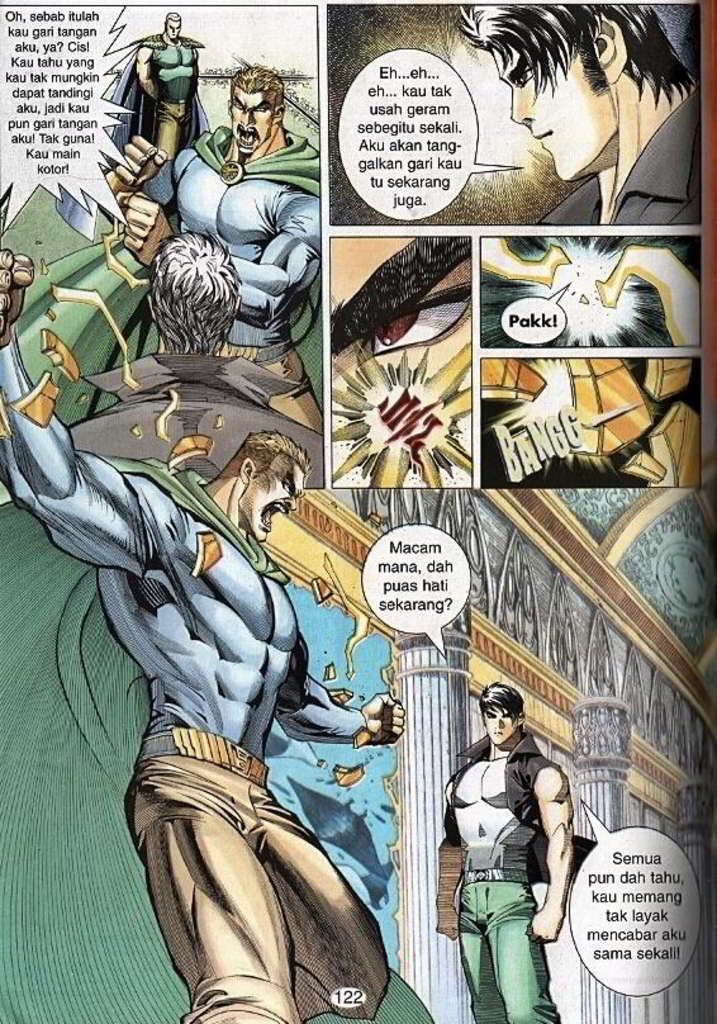 Oh, sebab itulah
kau gari tangan
aku, ya? Cis!
Kau tahu yang
kau tak mungkin
dapat tandingi
aku, jadi kau
pun gari tangan
aku! Tak guna!
Kau main
kotor!
Eh...eh...
eh... kau tak
usah geram
sebegitu sekali.
Aku akan tang-
galkan gari kau
tu sekarang
juga.
Pakk!
BANGG
Macam
mana, dah
puas hati
sekarang?
Semua
pun dah tahu,
kau memang
tak layak
mencabar aku
sama sekali!
122